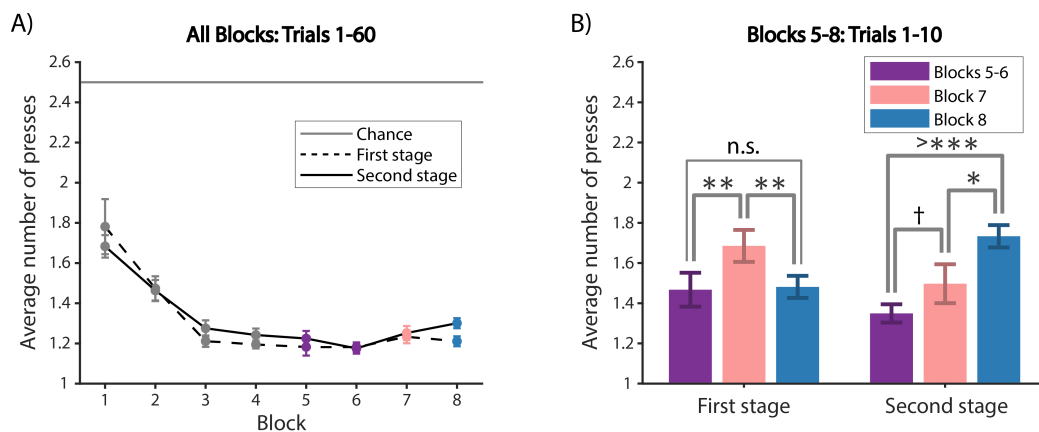 A)
All Blocks: Trials 1-60
Average number of presses
2.6
2.4
2.2
2
1.8
1.6
1.4
1.2
1
Chance
First stage
Second stage
1 2 3 4 5 6 7 8
Block
B)
Blocks 5-8: Trials 1-10
Average number of presses
2.6
2.4
2.2
2
1.8
1.6
1.4
1.2
1
Blocks 5-6
Block 7
Block 8
n.s.
** **
>***
*
†
First stage Second stage